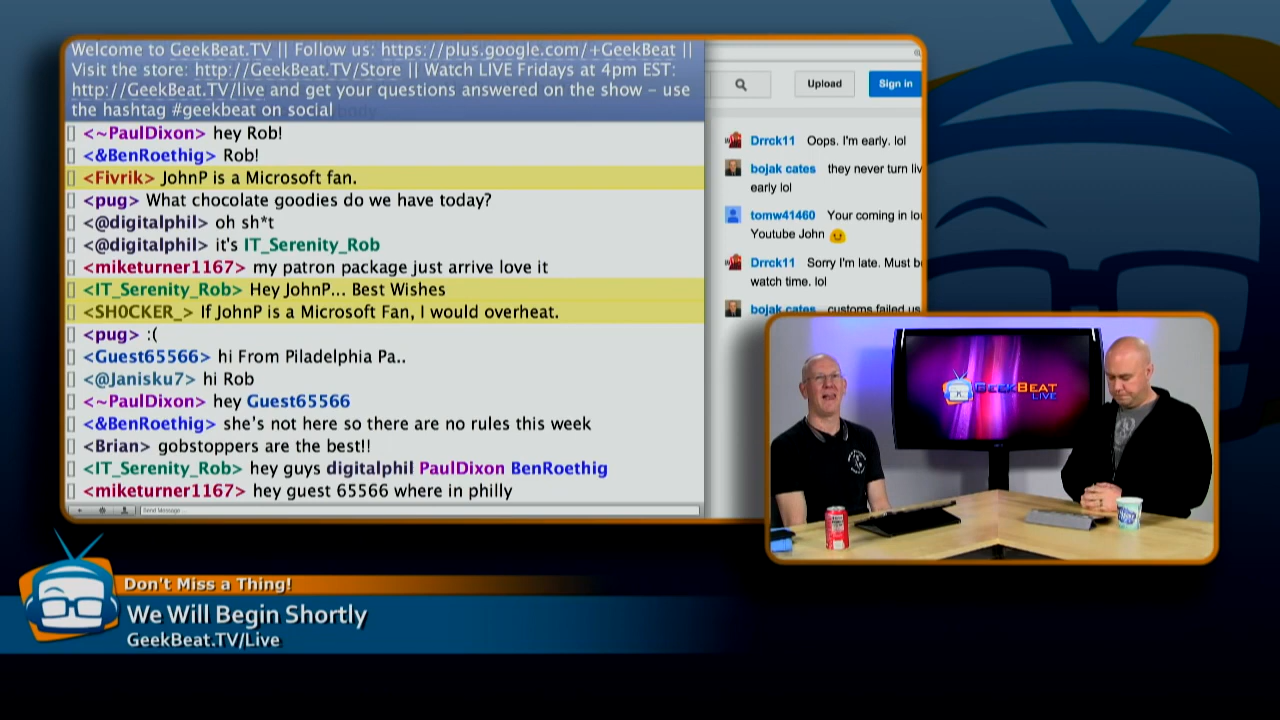 Welcome to GeekBeat.TV || Follow us: https://plus.google.com/+GeekBeat ||
Visit the store: http://GeekBeat.TV/Store || Watch LIVE Fridays at 4pm EST:
http://GeekBeat.TV/live and get your questions answered on the show - use
the hashtag #geekbeat on social
<~PaulDixon> hey Rob!
<&BenRoethig> Rob!
<Fivrik> JohnP is a Microsoft fan.
<pug> What chocolate goodies do we have today?
<@digitalphil> oh sh*t
<@digitalphil> it's IT_Serenity_Rob
<miketurner1167> my patron package just arrive love it
<IT_Serenity_Rob> Hey JohnP... Best Wishes
<SH0CKER_> If JohnP is a Microsoft Fan, I would overheat.
<pug> :(
<Guest65566> hi From Piladelphia Pa..
<@Janisku7> hi Rob
<~PaulDixon> hey Guest65566
<&BenRoethig> she's not here so there are no rules this week
<Brian> gobstoppers are the best!!
<IT_Serenity_Rob> hey guys digitalphil PaulDixon BenRoethig
<miketurner1167> hey guest 65566 where in philly
Send Message...
Upload
Sign in
Drrck11 Oops. I'm early. lol
bojak cates they never turn liv
early lol
tomw41460 Your coming in lo
Youtube John
Drrck11 Sorry I'm late. Must b
watch time. lol
bojak cates customs failed us
GEEKBEAT
LIVE
Don't Miss a Thing!
We Will Begin Shortly
GeekBeat.TV/Live